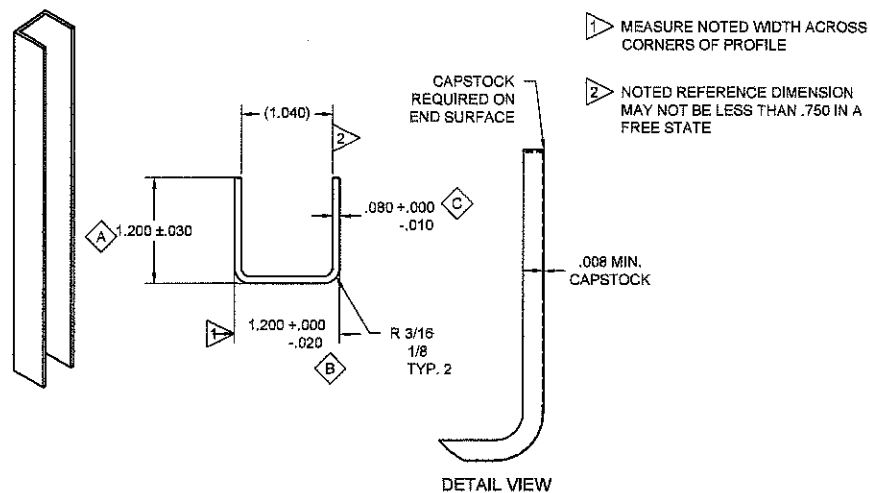 1 MEASURE NOTED WIDTH ACROSS
CORNERS OF PROFILE
2 NOTED REFERENCE DIMENSION
MAY NOT BE LESS THAN .750 IN A
FREE STATE
CAPSTOCK
REQUIRED ON
END SURFACE
(1.040)
2
A 1.200 ±.030
.080 +.000 C
-.010
.008 MIN.
CAPSTOCK
1 1.200 +.000
-.020
B
R 3/16
1/8
TYP. 2
DETAIL VIEW